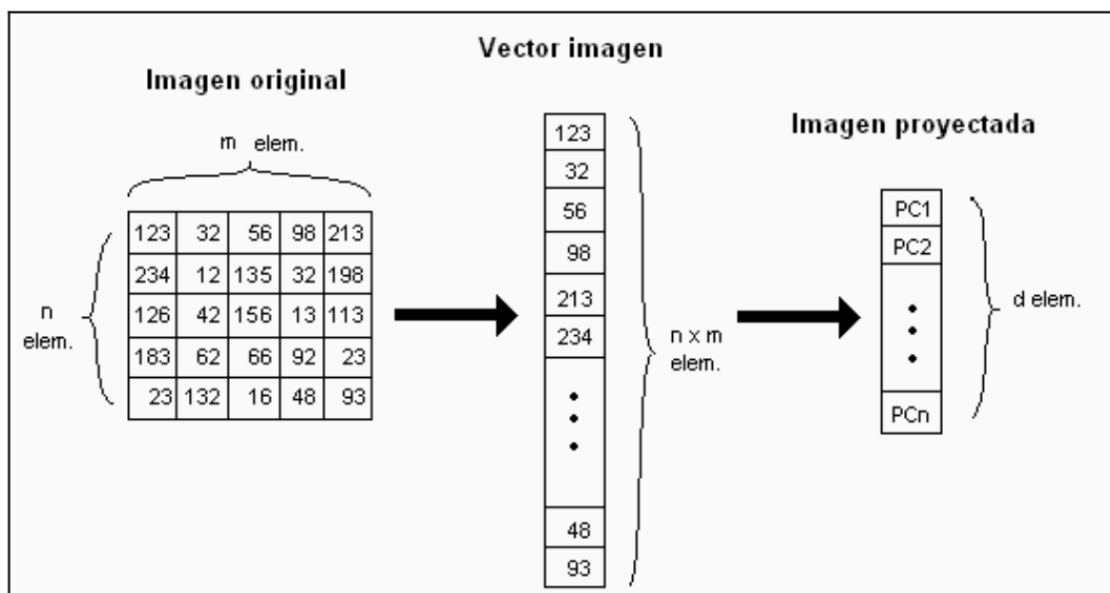 Vector imagen
Imagen original
Imagen proyectada
m elem.
123 32 56 98 213
234 12 135 32 198
126 42 156 13 113
183 62 66 92 23
23 132 16 48 93
n
elem.
123
32
56
98
213
234
48
93
n x m
elem.
PC1
PC2
PCn
d elem.